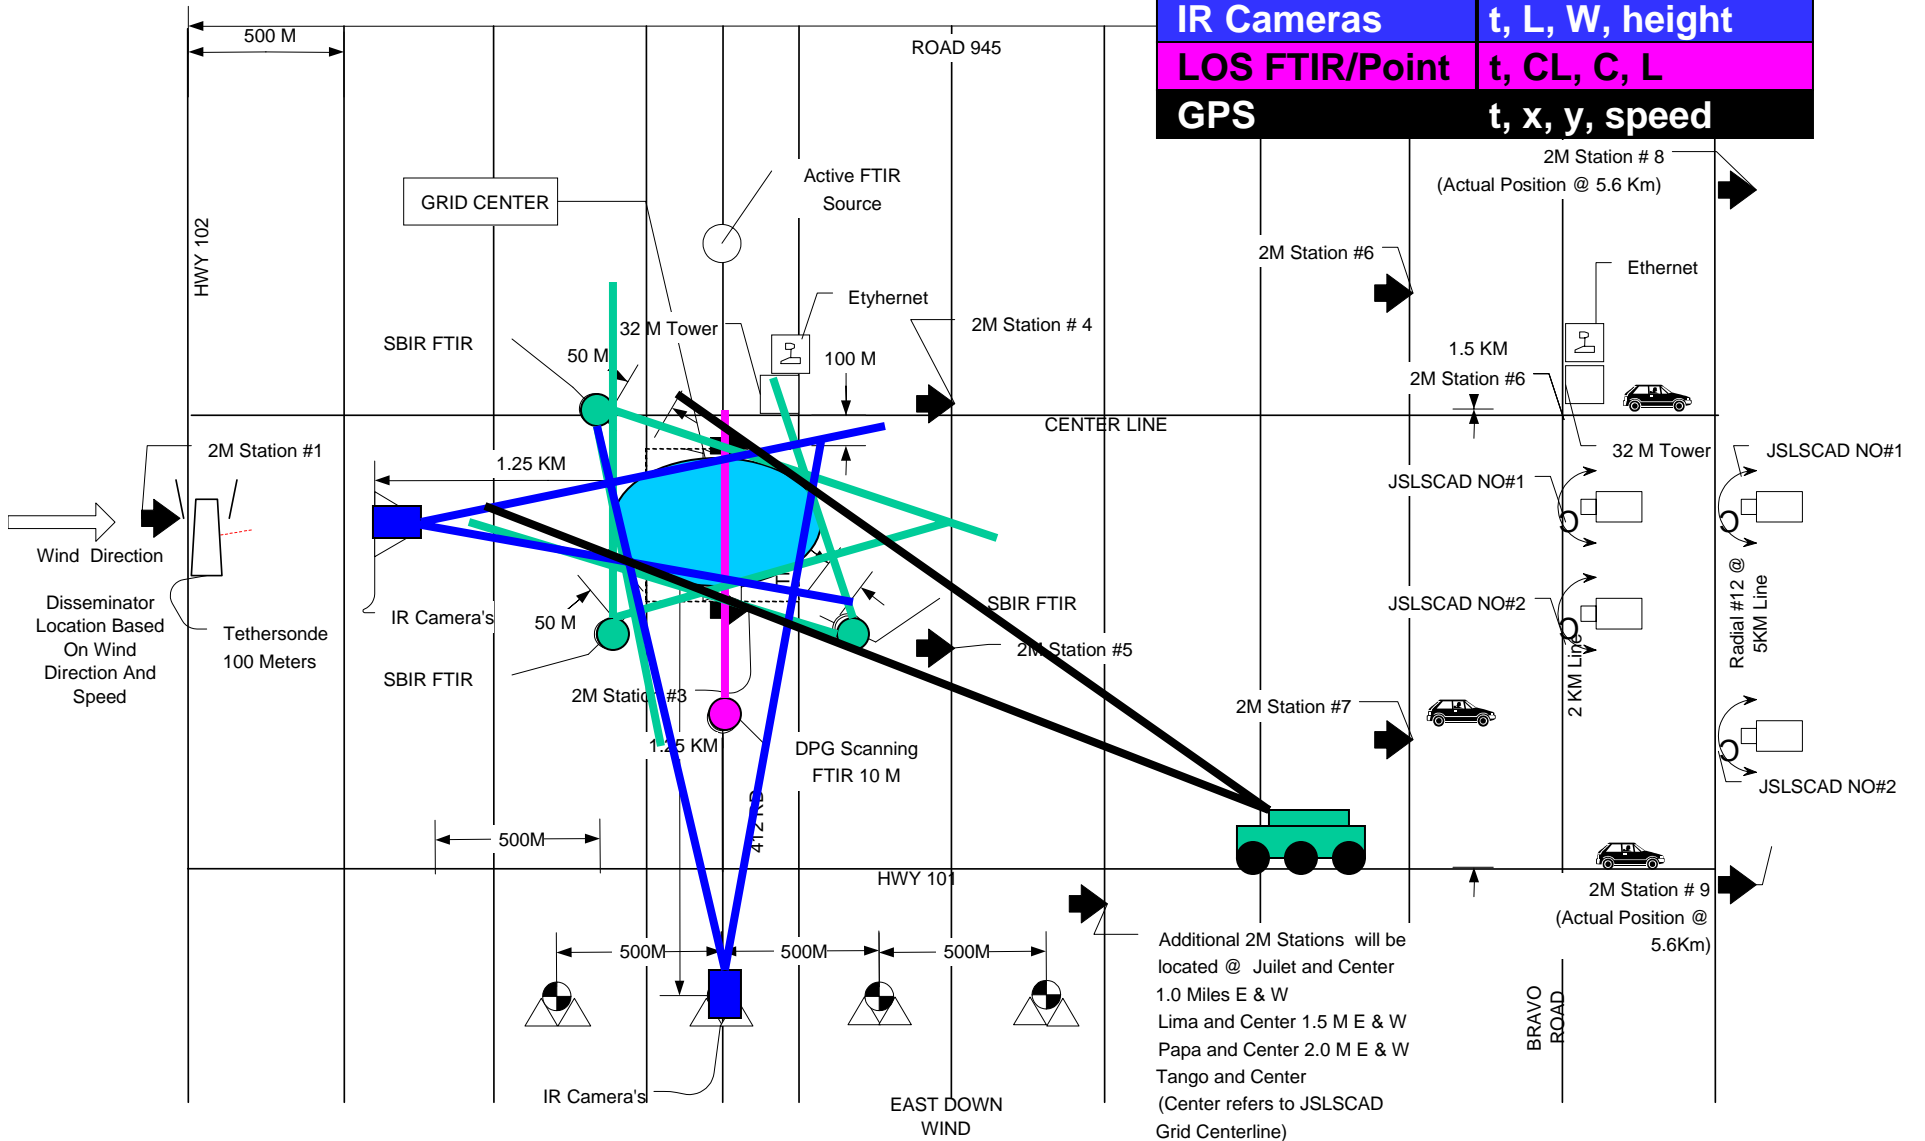 IR Cameras t, L, W, height
LOS FTIR/Point t, CL, C, L
GPS t, x, y, speed
500 M
ROAD 945
2M Station # 8
(Actual Position @ 5.6 Km)
Active FTIR
Source
GRID CENTER
HWY 102
2M Station #6
Ethernet
Etyhernet
32 M Tower
2M Station # 4
SBIR FTIR
50 M
100 M
1.5 KM
2M Station #6
CENTER LINE
2M Station #1
1.25 KM
32 M Tower
JSLSCAD NO#1
JSLSCAD NO#1
Wind Direction
Disseminator
Location Based
On Wind
Direction And
Speed
Tethersonde
100 Meters
IR Camera's
50 M
SBIR FTIR
JSLSCAD NO#2
2M Station #5
SBIR FTIR
2M Station #3
2 KM Line
Radial #12 @
5KM Line
2M Station #7
1.25 KM
DPG Scanning
FTIR 10 M
JSLSCAD NO#2
412 RD
500M
HWY 101
2M Station # 9
(Actual Position @
5.6Km)
500M
500M
500M
Additional 2M Stations will be
located @ Juilet and Center
1.0 Miles E & W
Lima and Center 1.5 M E & W
Papa and Center 2.0 M E & W
Tango and Center
(Center refers to JSLSCAD
Grid Centerline)
BRAVO
ROAD
IR Camera's
EAST DOWN
WIND